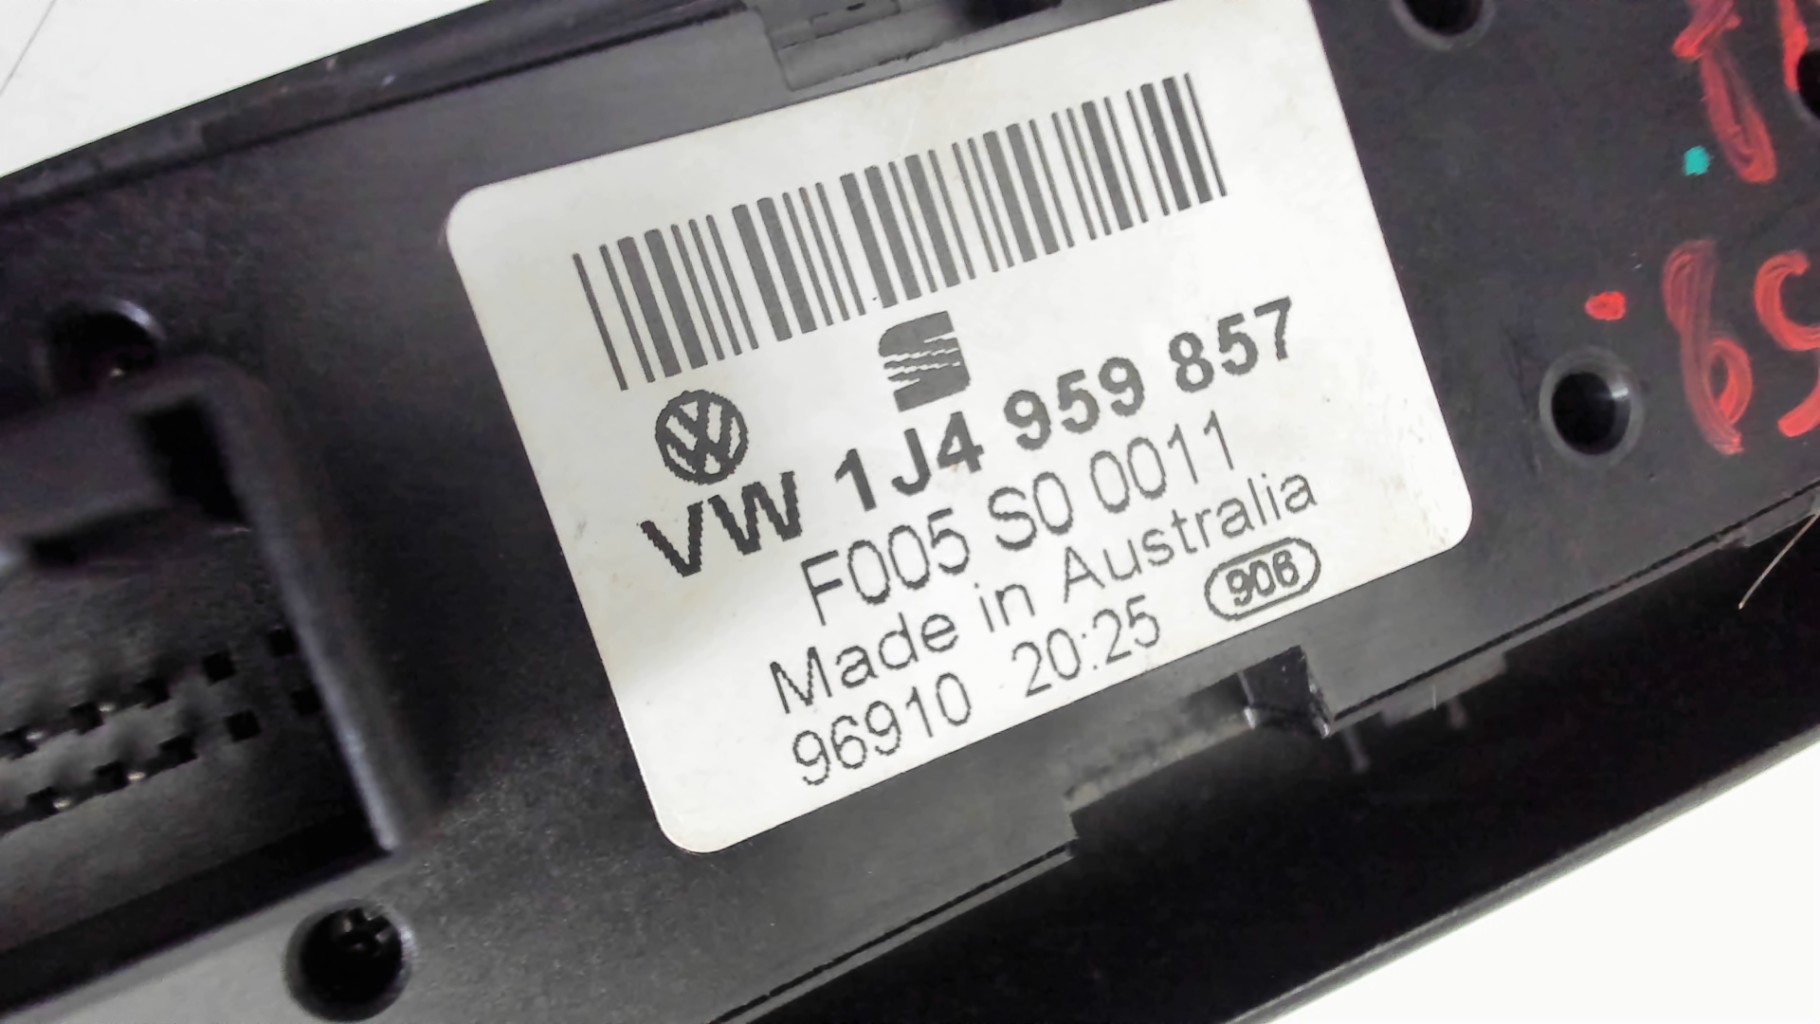 VW 1J4 959 857
F005 S0 0011
Made in Australia
96910 20:25 906